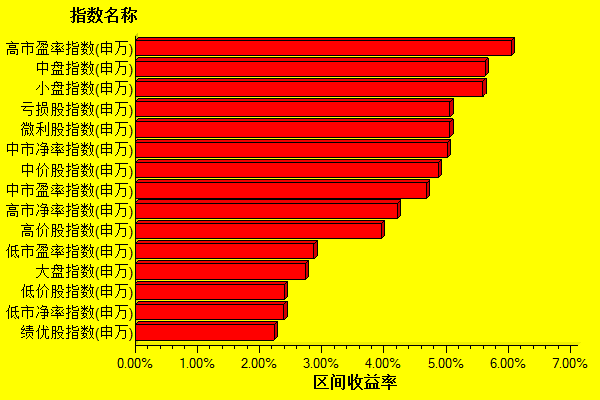 指数名称
高市盈率指数(申万)
中盘指数(申万)
小盘指数(申万)
亏损股指数(申万)
微利股指数(申万)
中市净率指数(申万)
中价股指数(申万)
中市盈率指数(申万)
高市净率指数(申万)
高价股指数(申万)
低市盈率指数(申万)
大盘指数(申万)
低价股指数(申万)
低市净率指数(申万)
绩优股指数(申万)
0.00% 1.00% 2.00% 3.00% 4.00% 5.00% 6.00% 7.00%
区间收益率